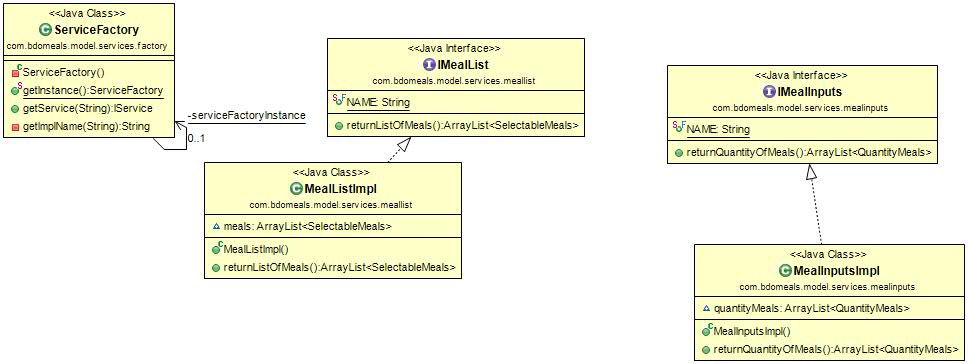 <<Java Class>>
ServiceFactory
com.bdomeals.model.services.factory
ServiceFactory()
getInstance():ServiceFactory
getService(String):IService
getImplName(String):String
-serviceFactoryInstance
0..1
<<Java Interface>>
IMealList
com.bdomeals.model.services.meallist
NAME: String
returnListOfMeals():ArrayList<SelectableMeals>
<<Java Class>>
MealListImpl
com.bdomeals.model.services.meallist
meals: ArrayList<SelectableMeals>
MealListImpl()
returnListOfMeals():ArrayList<SelectableMeals>
<<Java Interface>>
IMealInputs
com.bdomeals.model.services.mealinputs
NAME: String
returnQuantityOfMeals():ArrayList<QuantityMeals>
<<Java Class>>
MealInputsImpl
com.bdomeals.model.services.mealinputs
quantityMeals: ArrayList<QuantityMeals>
MealInputsImpl()
returnQuantityOfMeals():ArrayList<QuantityMeals>